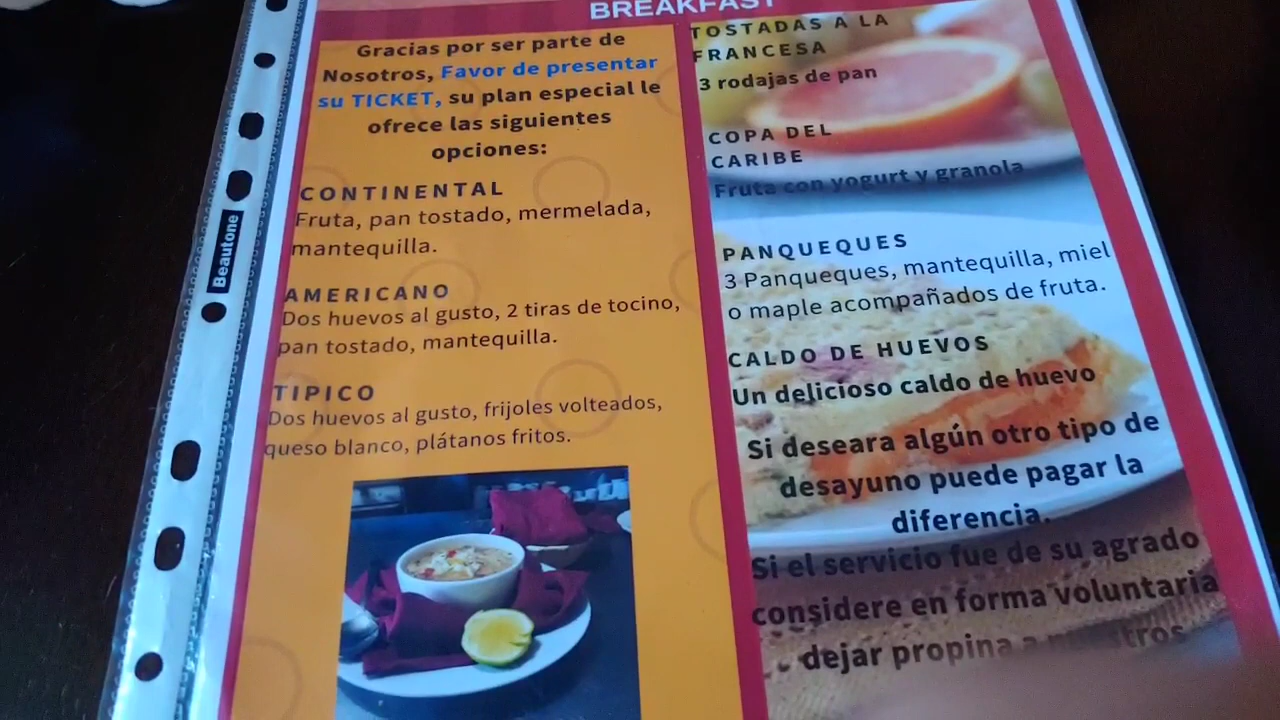 BREAKFAST
Gracias por ser parte de
Nosotros, Favor de presentar
su TICKET, su plan especial le
ofrece las siguientes
opciones:
CONTINENTAL
Fruta, pan tostado, mermelada,
mantequilla.
AMERICANO
Dos huevos al gusto, 2 tiras de tocino,
pan tostado, mantequilla.
TIPICO
Dos huevos al gusto, frijoles volteados,
queso blanco, plátanos fritos.
TOSTADAS A LA
FRANCESA
3 rodajas de pan
COPA DEL
CARIBE
Fruta con yogurt y granola
PANQUEQUES
3 Panqueques, mantequilla, miel
o maple acompañados de fruta.
CALDO DE HUEVOS
Un delicioso caldo de huevo
Si deseara algún otro tipo de
desayuno puede pagar la
diferencia.
Si el servicio fue de su agrado
considere en forma voluntaria
dejar propina a
Beautone